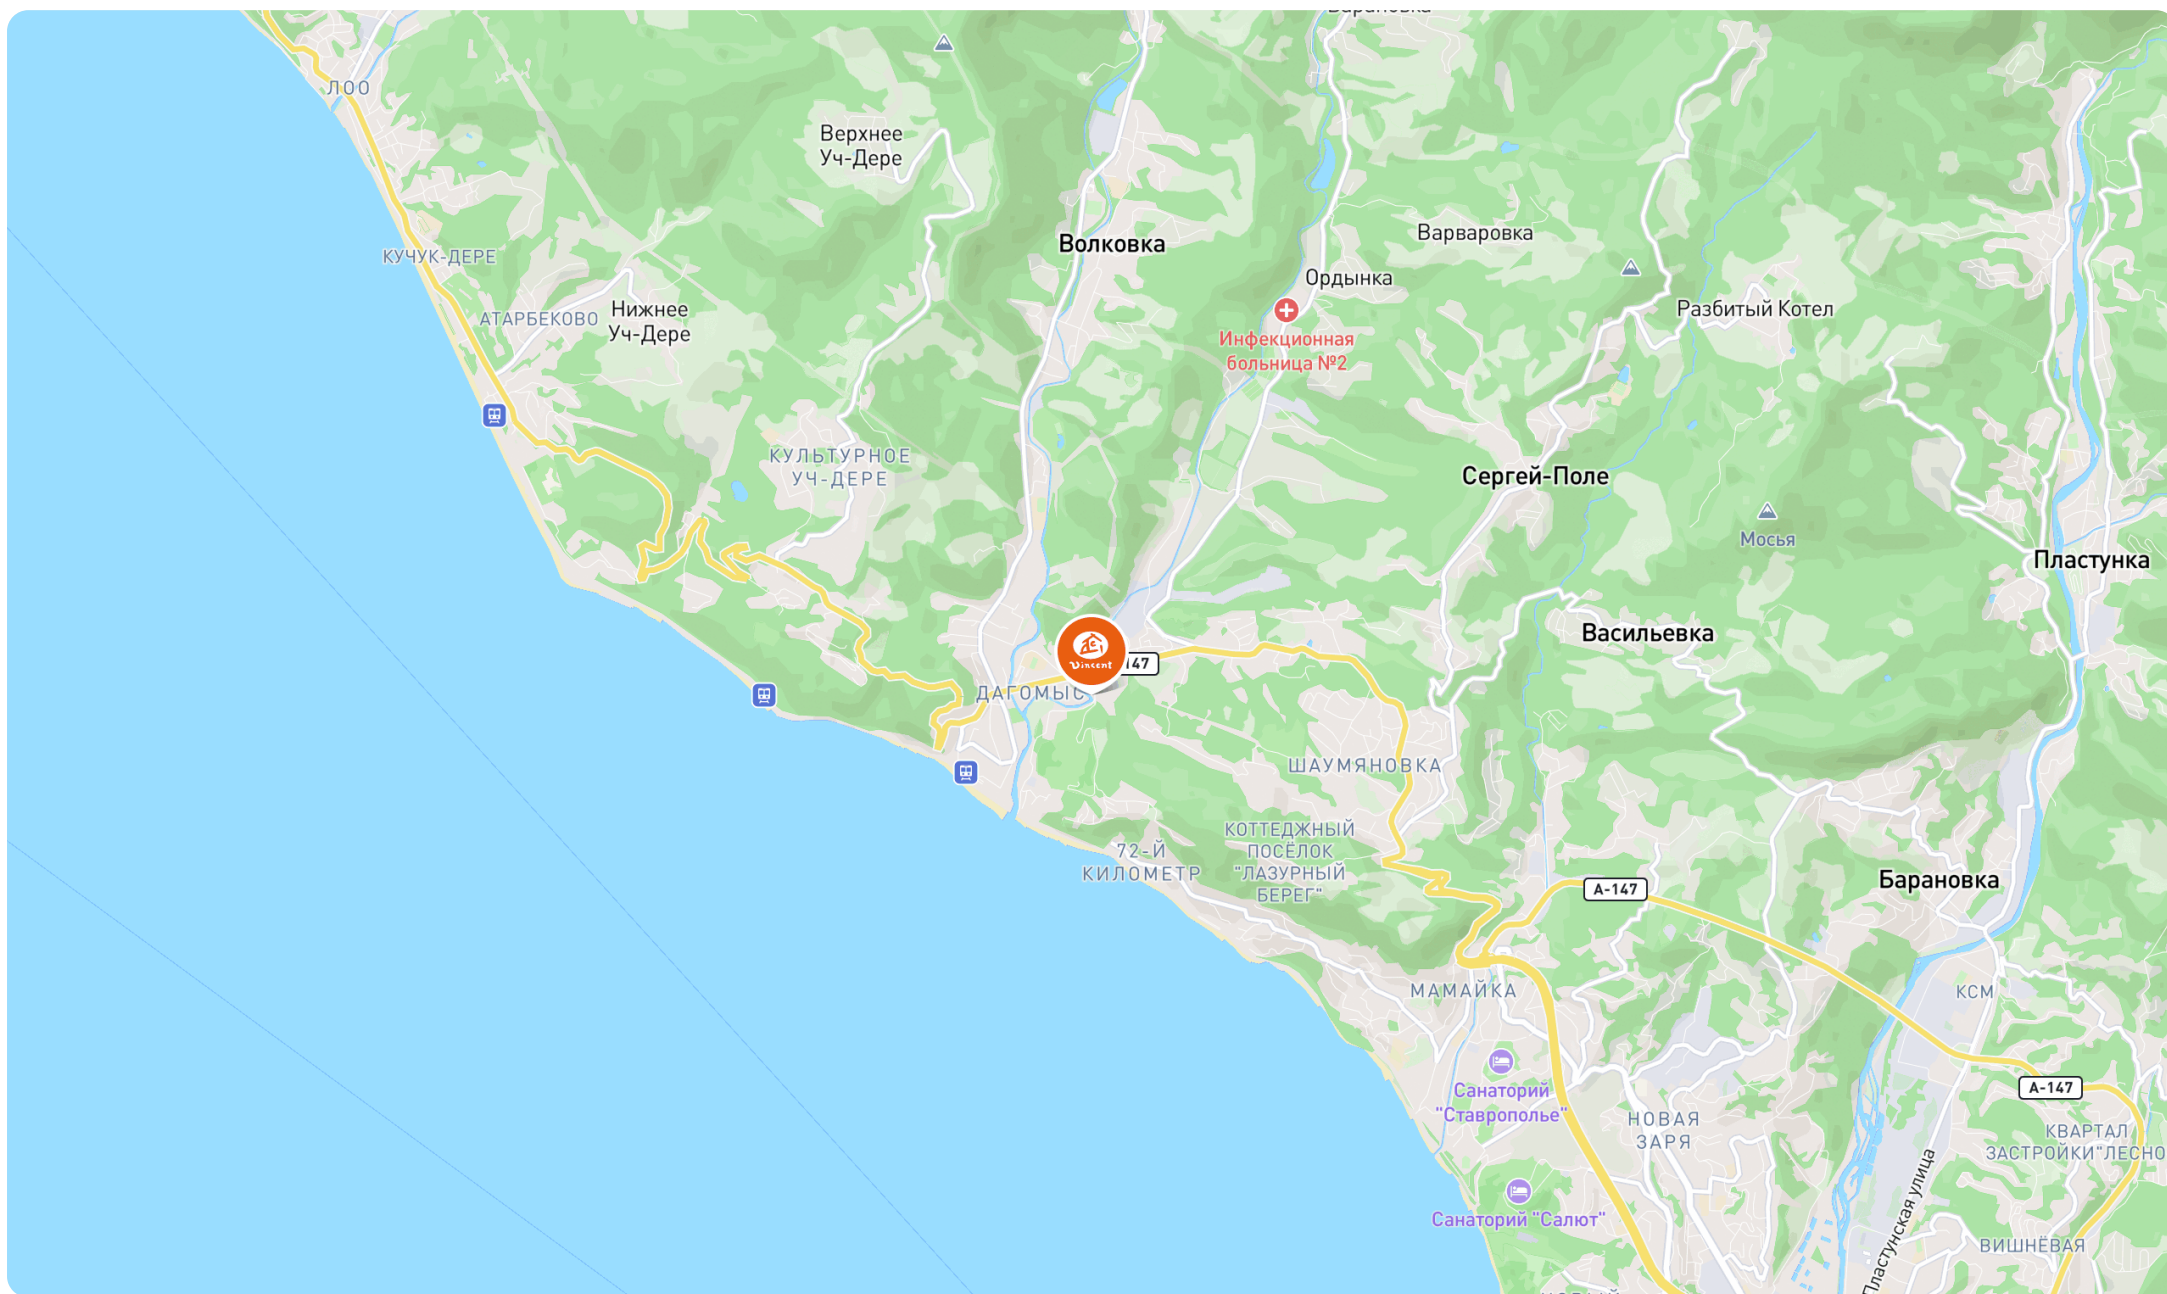 ЛОО
Верхнее
Уч-Дере
КУЧУК-ДЕРЕ
Волковка
Варваровка
Ордынка
АТАРБЕКОВО
Нижнее
Уч-Дере
Разбитый Котел
Инфекционная
больница №2
КУЛЬТУРНОЕ
УЧ-ДЕРЕ
Сергей-Поле
Мосья
Пластунка
Васильевка
Vincent
147
ДАГОМЫС
ШАУМЯНОВКА
КОТТЕДЖНЫЙ
ПОСЁЛОК
"ЛАЗУРНЫЙ
БЕРЕГ"
72-Й
КИЛОМЕТР
А-147
Барановка
МАМАЙКА
КСМ
Санаторий
"Ставрополье"
А-147
НОВАЯ
ЗАРЯ
КВАРТАЛ
ЗАСТРОЙКИ"ЛЕСНО
Пластунская улица
Санаторий "Салют"
ВИШНЁВАЯ